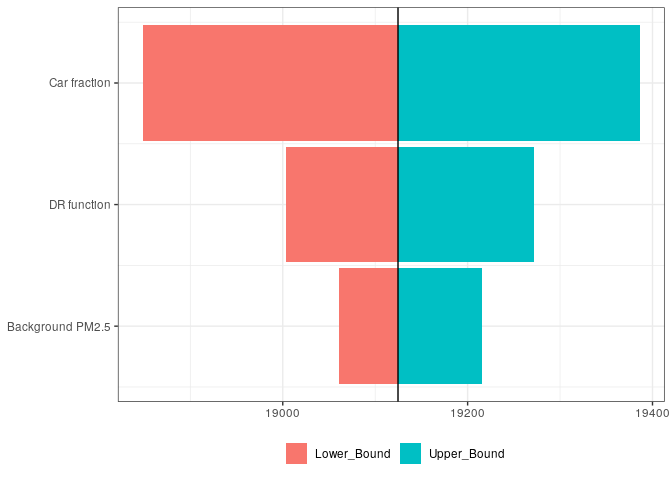 Car fraction
DR function
Background PM2.5
19000 19200 19400
Lower_Bound Upper_Bound